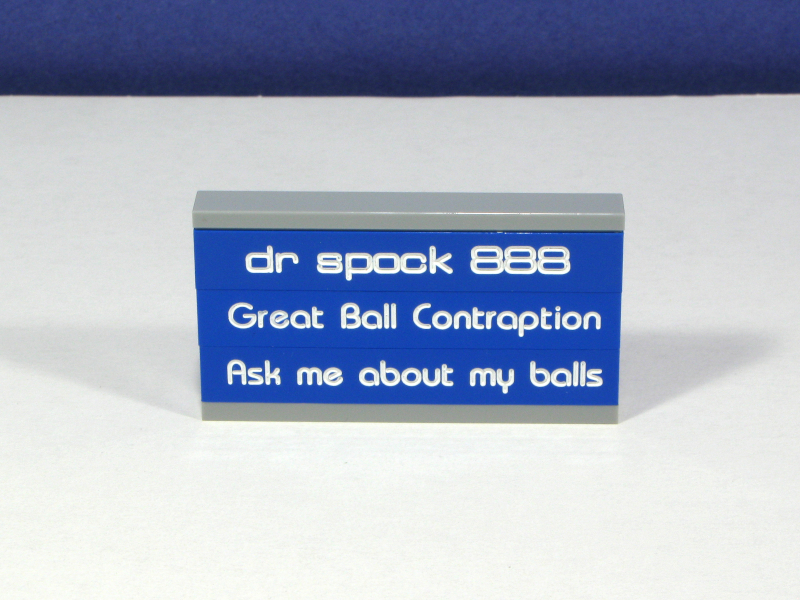 dr spock 888
Great Ball Contraption
Ask me about my balls